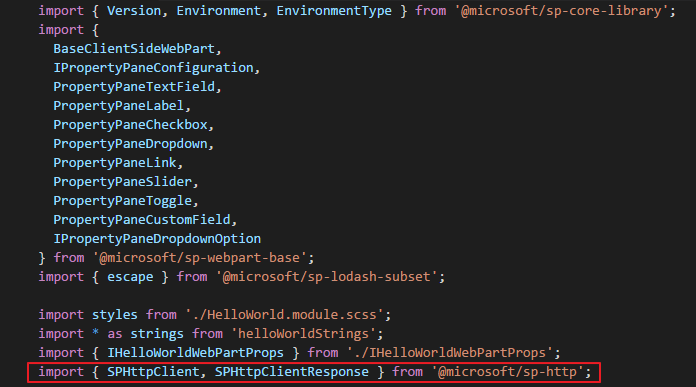 import { Version, Environment, EnvironmentType } from '@microsoft/sp-core-library';
import {
  BaseClientSideWebPart,
  IPropertyPaneConfiguration,
  PropertyPaneTextField,
  PropertyPaneLabel,
  PropertyPaneCheckbox,
  PropertyPaneDropdown,
  PropertyPaneLink,
  PropertyPaneSlider,
  PropertyPaneToggle,
  PropertyPaneCustomField,
  IPropertyPaneDropdownOption
} from '@microsoft/sp-webpart-base';
import { escape } from '@microsoft/sp-lodash-subset';

import styles from './HelloWorld.module.scss';
import * as strings from 'helloWorldStrings';
import { IHelloWorldWebPartProps } from './IHelloWorldWebPartProps';
import { SPHttpClient, SPHttpClientResponse } from '@microsoft/sp-http';